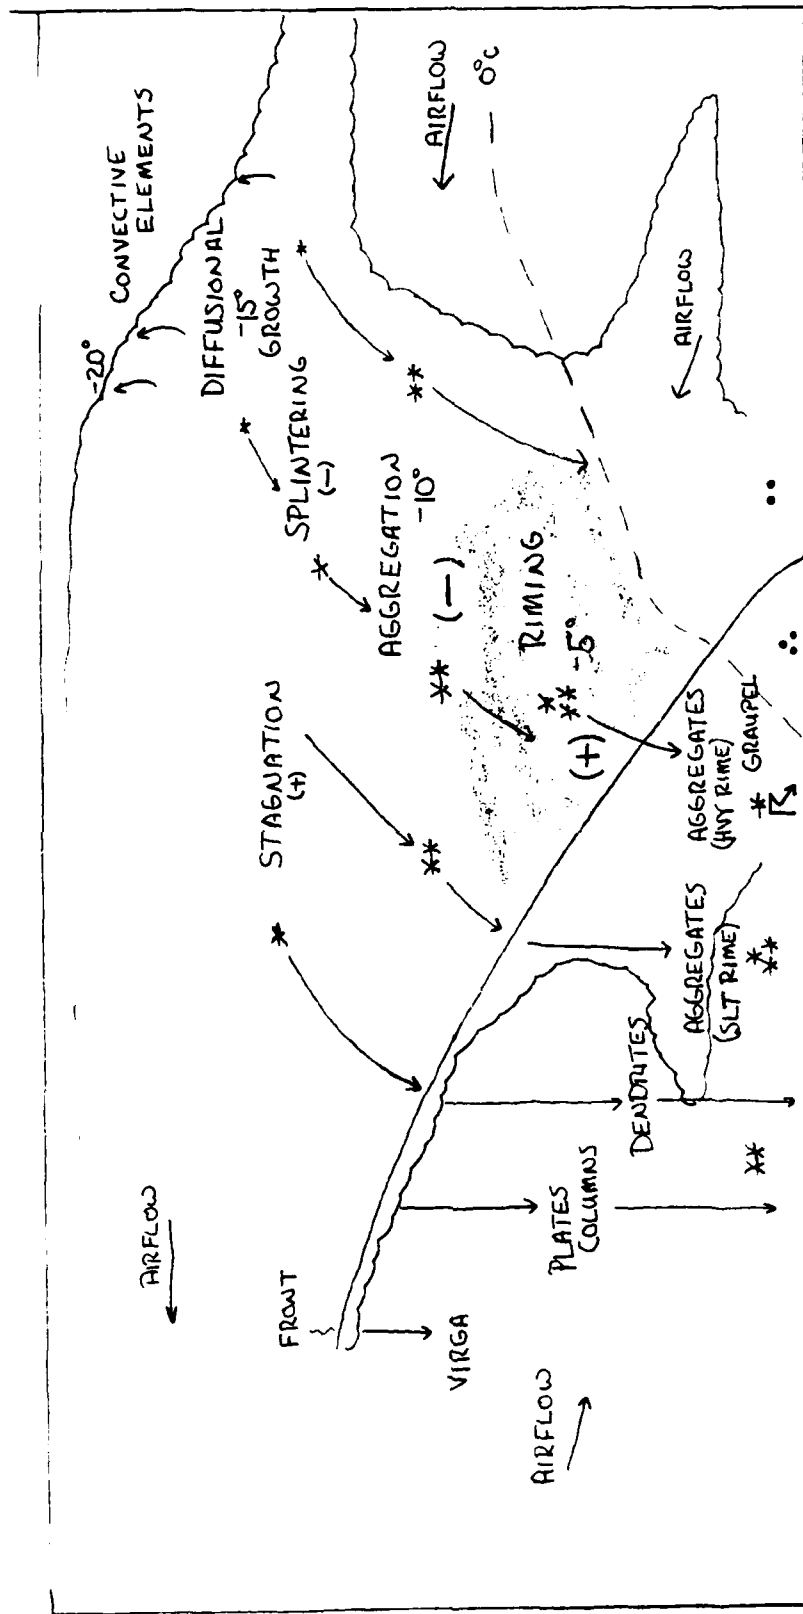 CONVECTIVE
ELEMENTS
-20°
DIFFUSIONAL
-15°
GROWTH
SPLINTERING
(−)
AGGREGATION
-10°
(−)
RIMING
-5°
(+)
STAGNATION
(+)
AIRFLOW
0°C
AIRFLOW
AIRFLOW
FRONT
VIRGA
AIRFLOW
PLATES
COLUMNS
DENDRITES
AGGREGATES
(SLT RIME)
AGGREGATES
(HVY RIME)
GRAUPEL